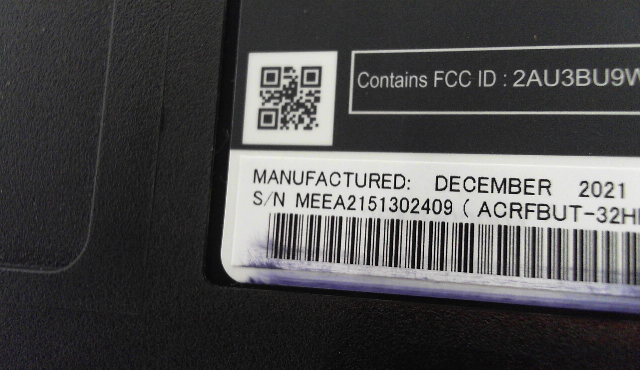 Contains FCC ID : 2AU3BU9W
MANUFACTURED: DECEMBER 2021
S/N MEEA2151302409 ( ACRFBUT-32H